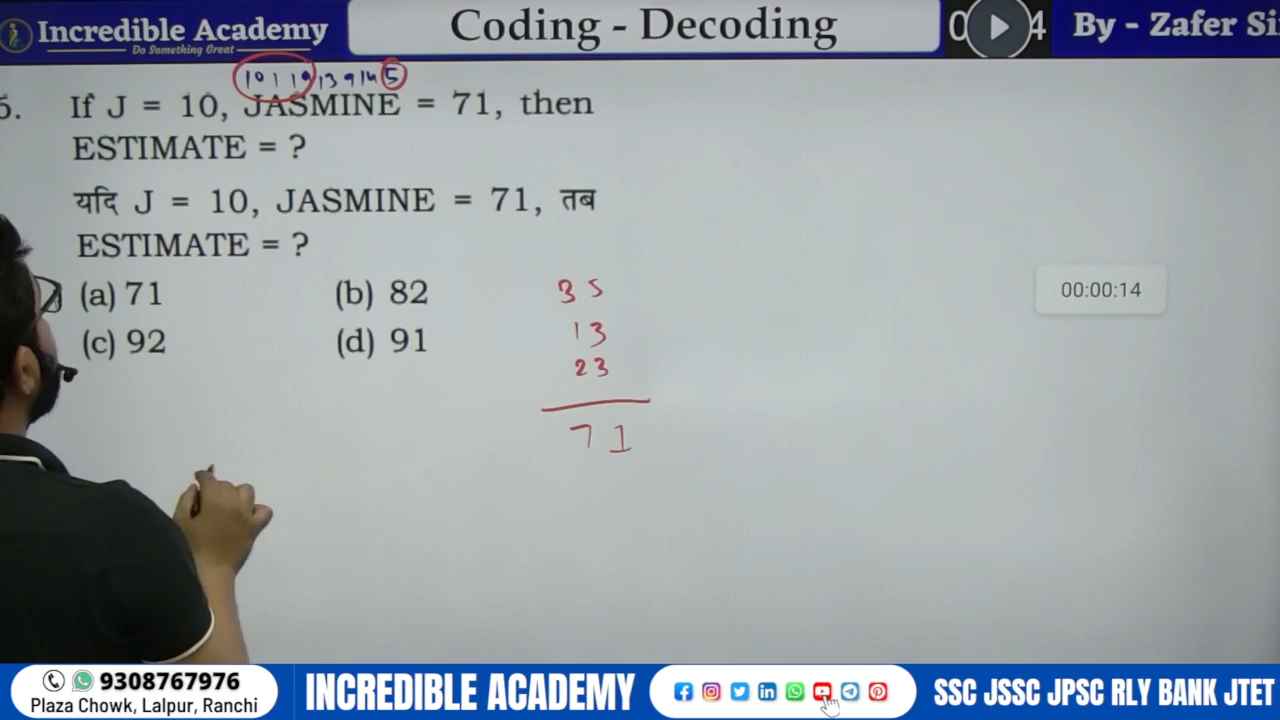 Incredible Academy
Do Something Great
Coding - Decoding
4
By - Zafer Si
10 1 19 13 9 14 5
5. If J = 10, JASMINE = 71, then
ESTIMATE = ?
यदि J = 10, JASMINE = 71, तब
ESTIMATE = ?
(a) 71 (b) 82
(c) 92 (d) 91
35
13
23
71
00:00:14
9308767976
Plaza Chowk, Lalpur, Ranchi
INCREDIBLE ACADEMY
SSC JSSC JPSC RLY BANK JTET